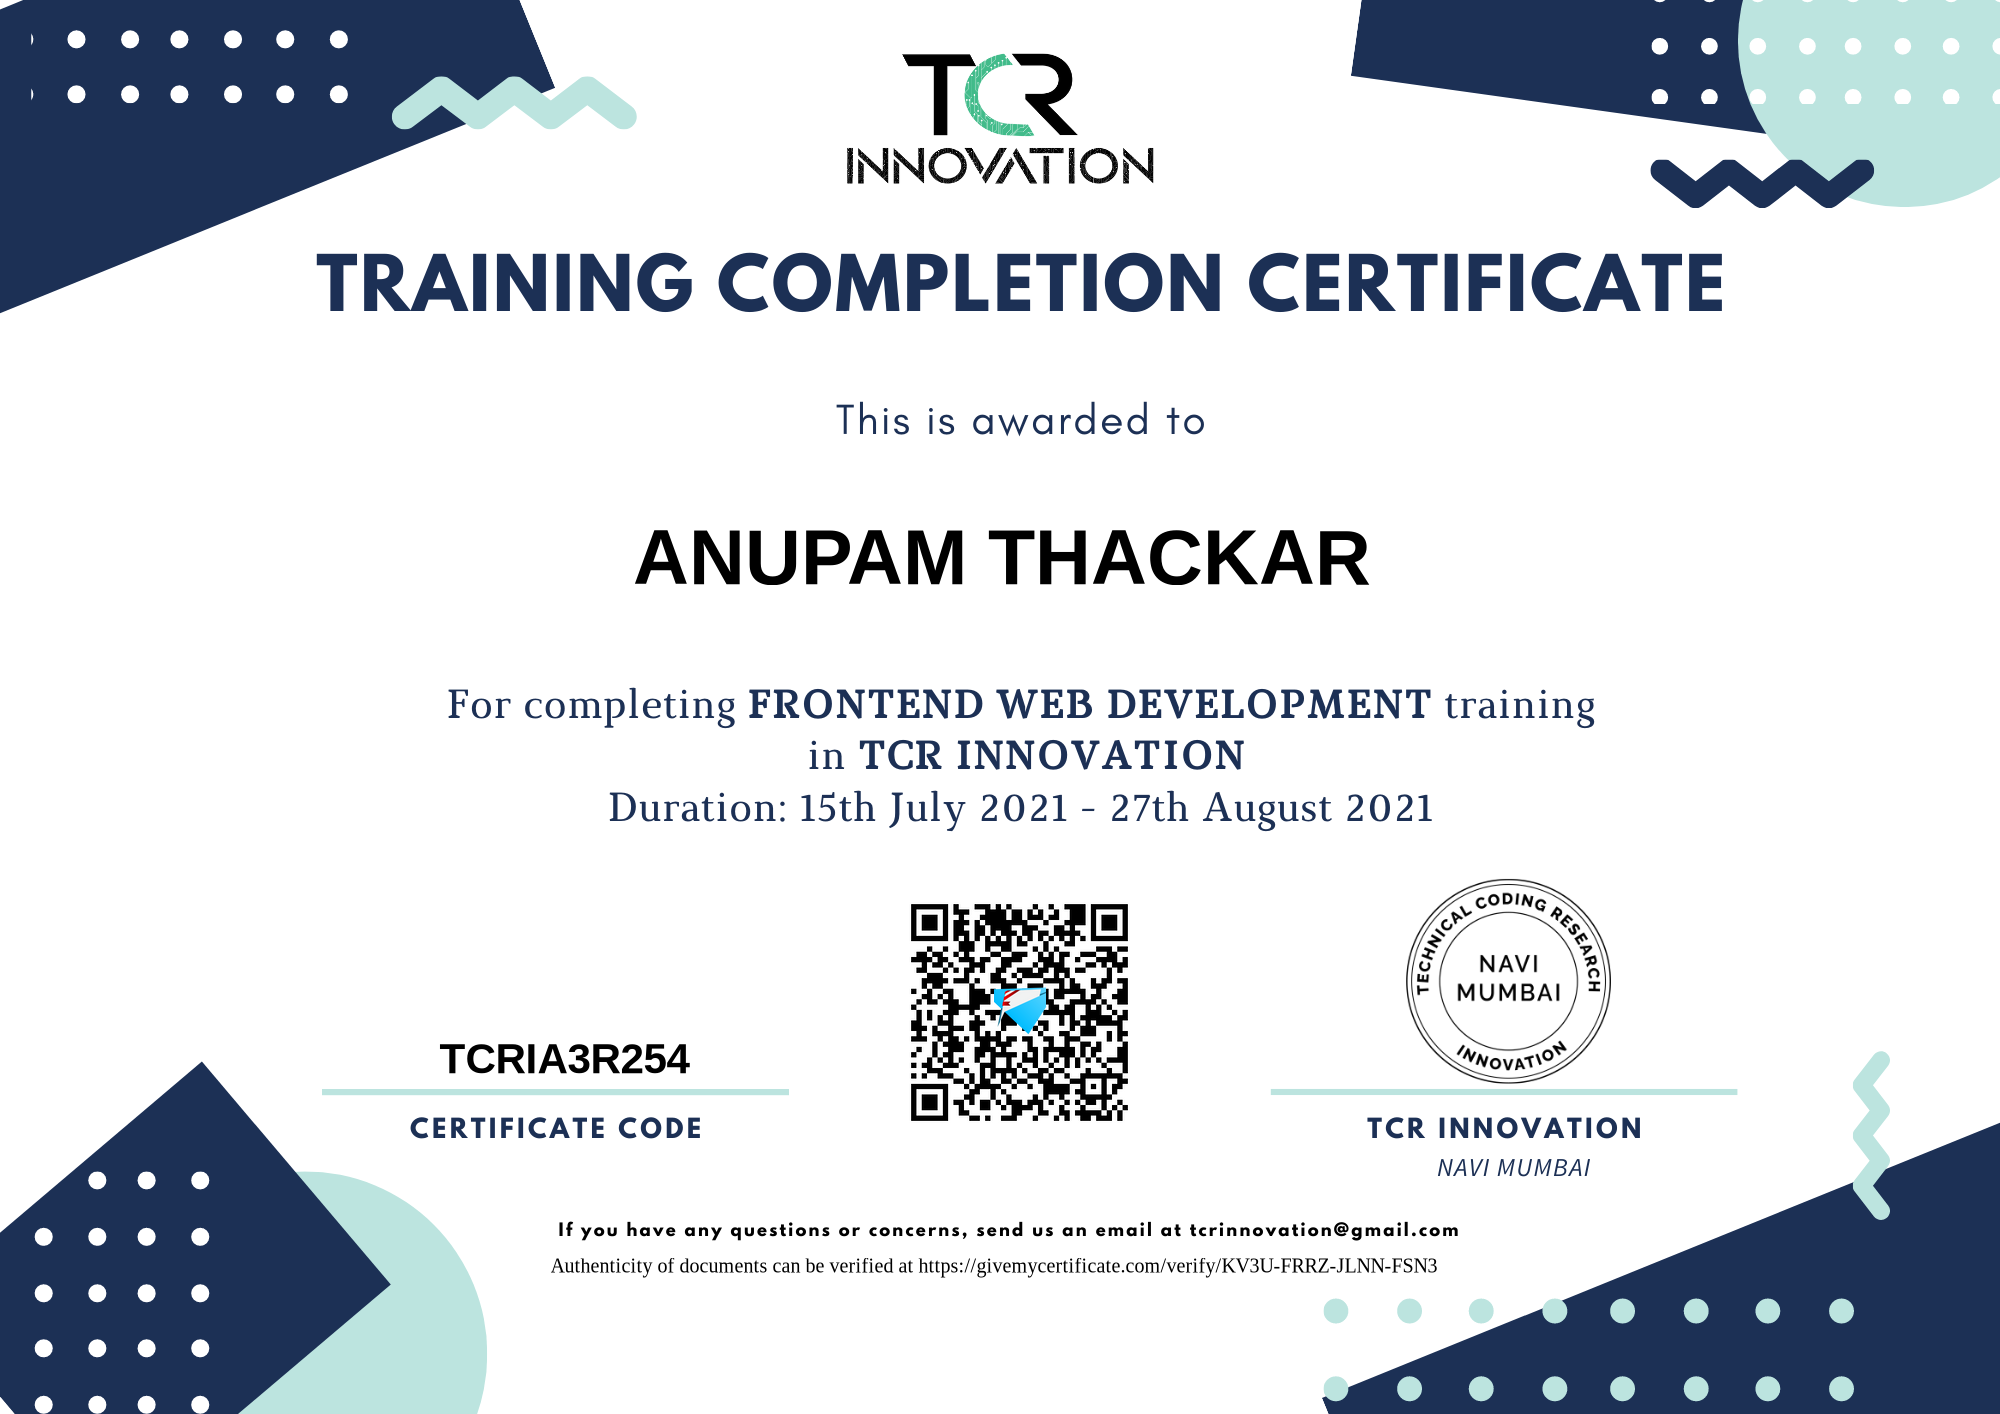 TCR
INNOVATION
TRAINING COMPLETION CERTIFICATE
This is awarded to
ANUPAM THACKAR
For completing FRONTEND WEB DEVELOPMENT training
in TCR INNOVATION
Duration: 15th July 2021 - 27th August 2021
TECHNICAL CODING RESEARCH
NAVI
MUMBAI
INNOVATION
TCRIA3R254
CERTIFICATE CODE
TCR INNOVATION
NAVI MUMBAI
If you have any questions or concerns, send us an email at tcrinnovation@gmail.com
Authenticity of documents can be verified at https://givemycertificate.com/verify/KV3U-FRRZ-JLNN-FSN3